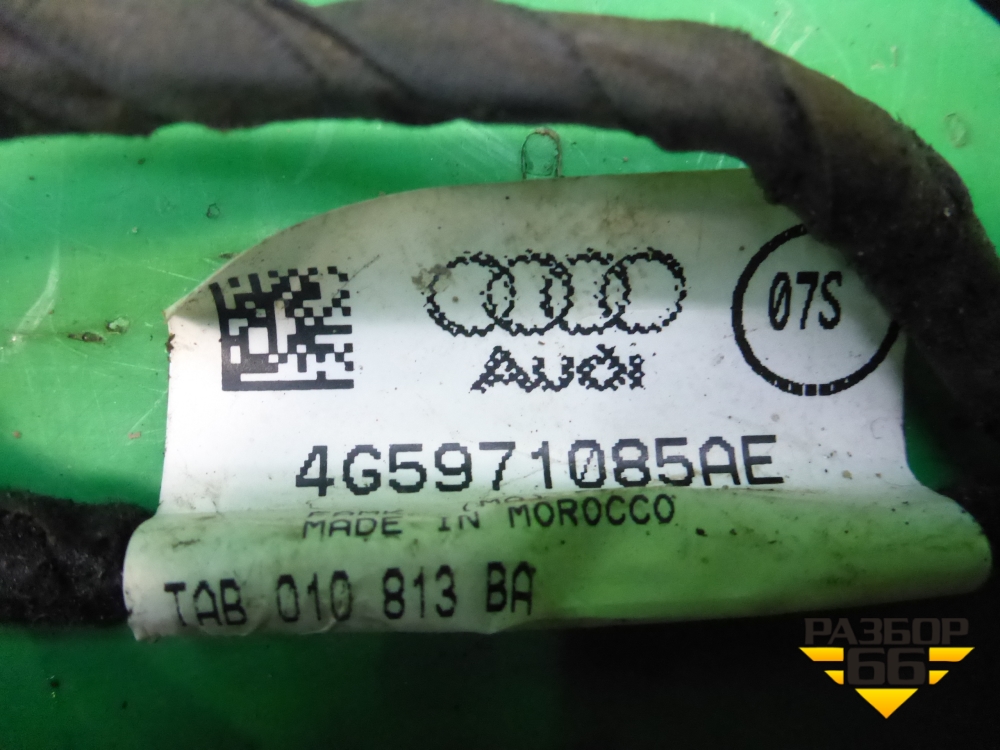 AUDI
07S
4G5971085AE
MADE IN MOROCCO
TAB 010 813 BA
РАЗБОР
66